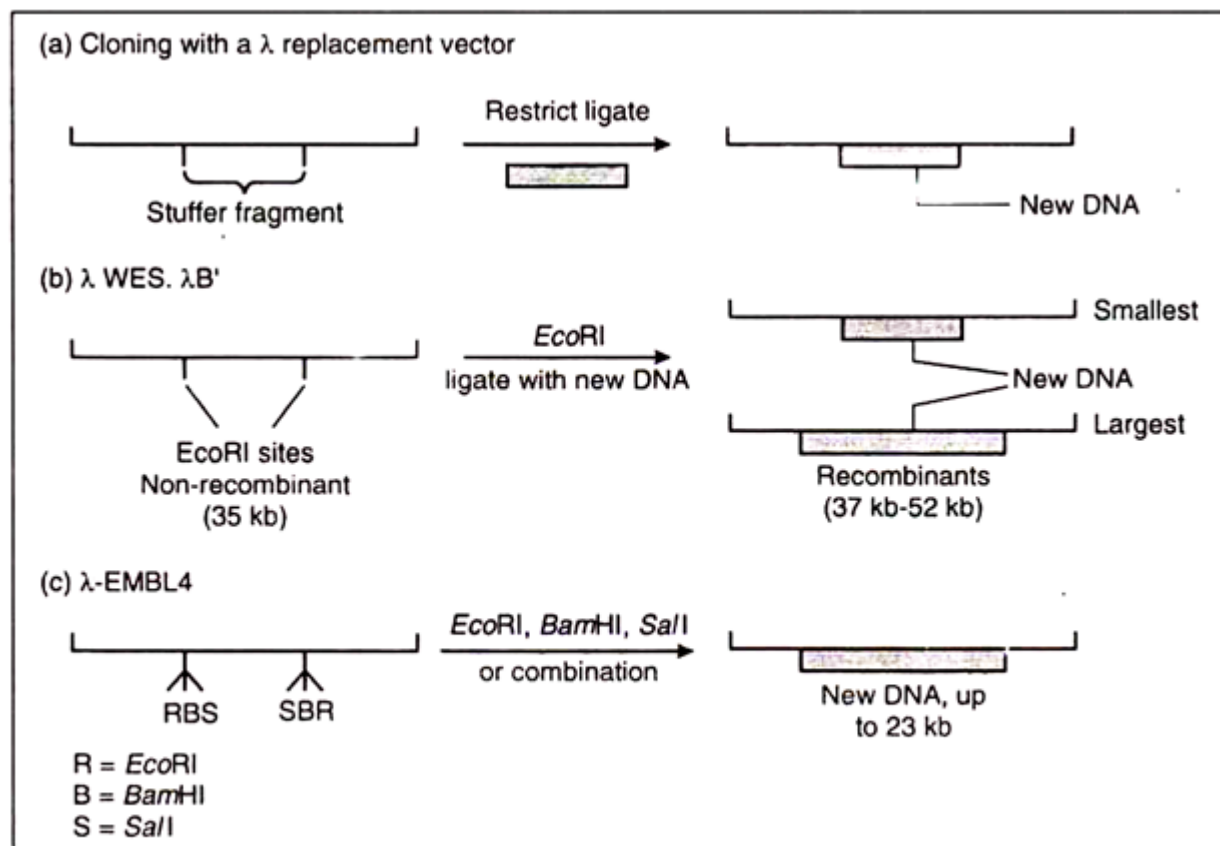 (a) Cloning with a λ replacement vector
Restrict ligate
Stuffer fragment
New DNA
(b) λ WES. λB'
EcoRI
ligate with new DNA
Smallest
New DNA
Largest
EcoRI sites
Non-recombinant
(35 kb)
Recombinants
(37 kb-52 kb)
(c) λ-EMBL4
EcoRI, BamHI, SalI
or combination
RBS
SBR
New DNA, up
to 23 kb
R = EcoRI
B = BamHI
S = SalI